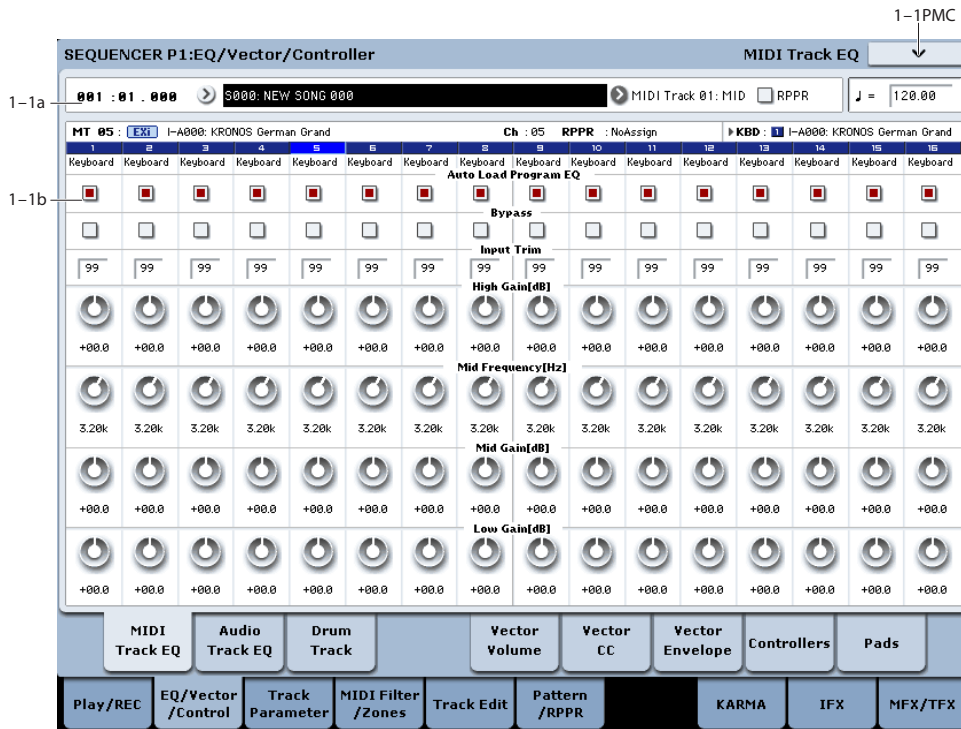 1–1PMC
SEQUENCER P1:EQ/Vector/Controller MIDI Track EQ
1–1a
001 :01 . 000 S000: NEW SONG 000 MIDI Track 01: MID RPPR ♩ = 120.00
MT 05 : EXi I-A000: KRONOS German Grand Ch : 05 RPPR : NoAssign ▶KBD : 1 I-A000: KRONOS German Grand
1 2 3 4 5 6 7 8 9 10 11 12 13 14 15 16
Keyboard Keyboard Keyboard Keyboard Keyboard Keyboard Keyboard Keyboard Keyboard Keyboard Keyboard Keyboard Keyboard Keyboard Keyboard Keyboard
Auto Load Program EQ
1–1b
Bypass
Input Trim
99 99 99 99 99 99 99 99 99 99 99 99 99 99 99 99
High Gain[dB]
+00.0 +00.0 +00.0 +00.0 +00.0 +00.0 +00.0 +00.0 +00.0 +00.0 +00.0 +00.0 +00.0 +00.0 +00.0 +00.0
Mid Frequency[Hz]
3.20k 3.20k 3.20k 3.20k 3.20k 3.20k 3.20k 3.20k 3.20k 3.20k 3.20k 3.20k 3.20k 3.20k 3.20k 3.20k
Mid Gain[dB]
+00.0 +00.0 +00.0 +00.0 +00.0 +00.0 +00.0 +00.0 +00.0 +00.0 +00.0 +00.0 +00.0 +00.0 +00.0 +00.0
Low Gain[dB]
+00.0 +00.0 +00.0 +00.0 +00.0 +00.0 +00.0 +00.0 +00.0 +00.0 +00.0 +00.0 +00.0 +00.0 +00.0 +00.0
MIDI
Track EQ
Audio
Track EQ
Drum
Track
Vector
Volume
Vector
CC
Vector
Envelope
Controllers
Pads
Play/REC
EQ/Vector
/Control
Track
Parameter
MIDI Filter
/Zones
Track Edit
Pattern
/RPPR
KARMA
IFX
MFX/TFX